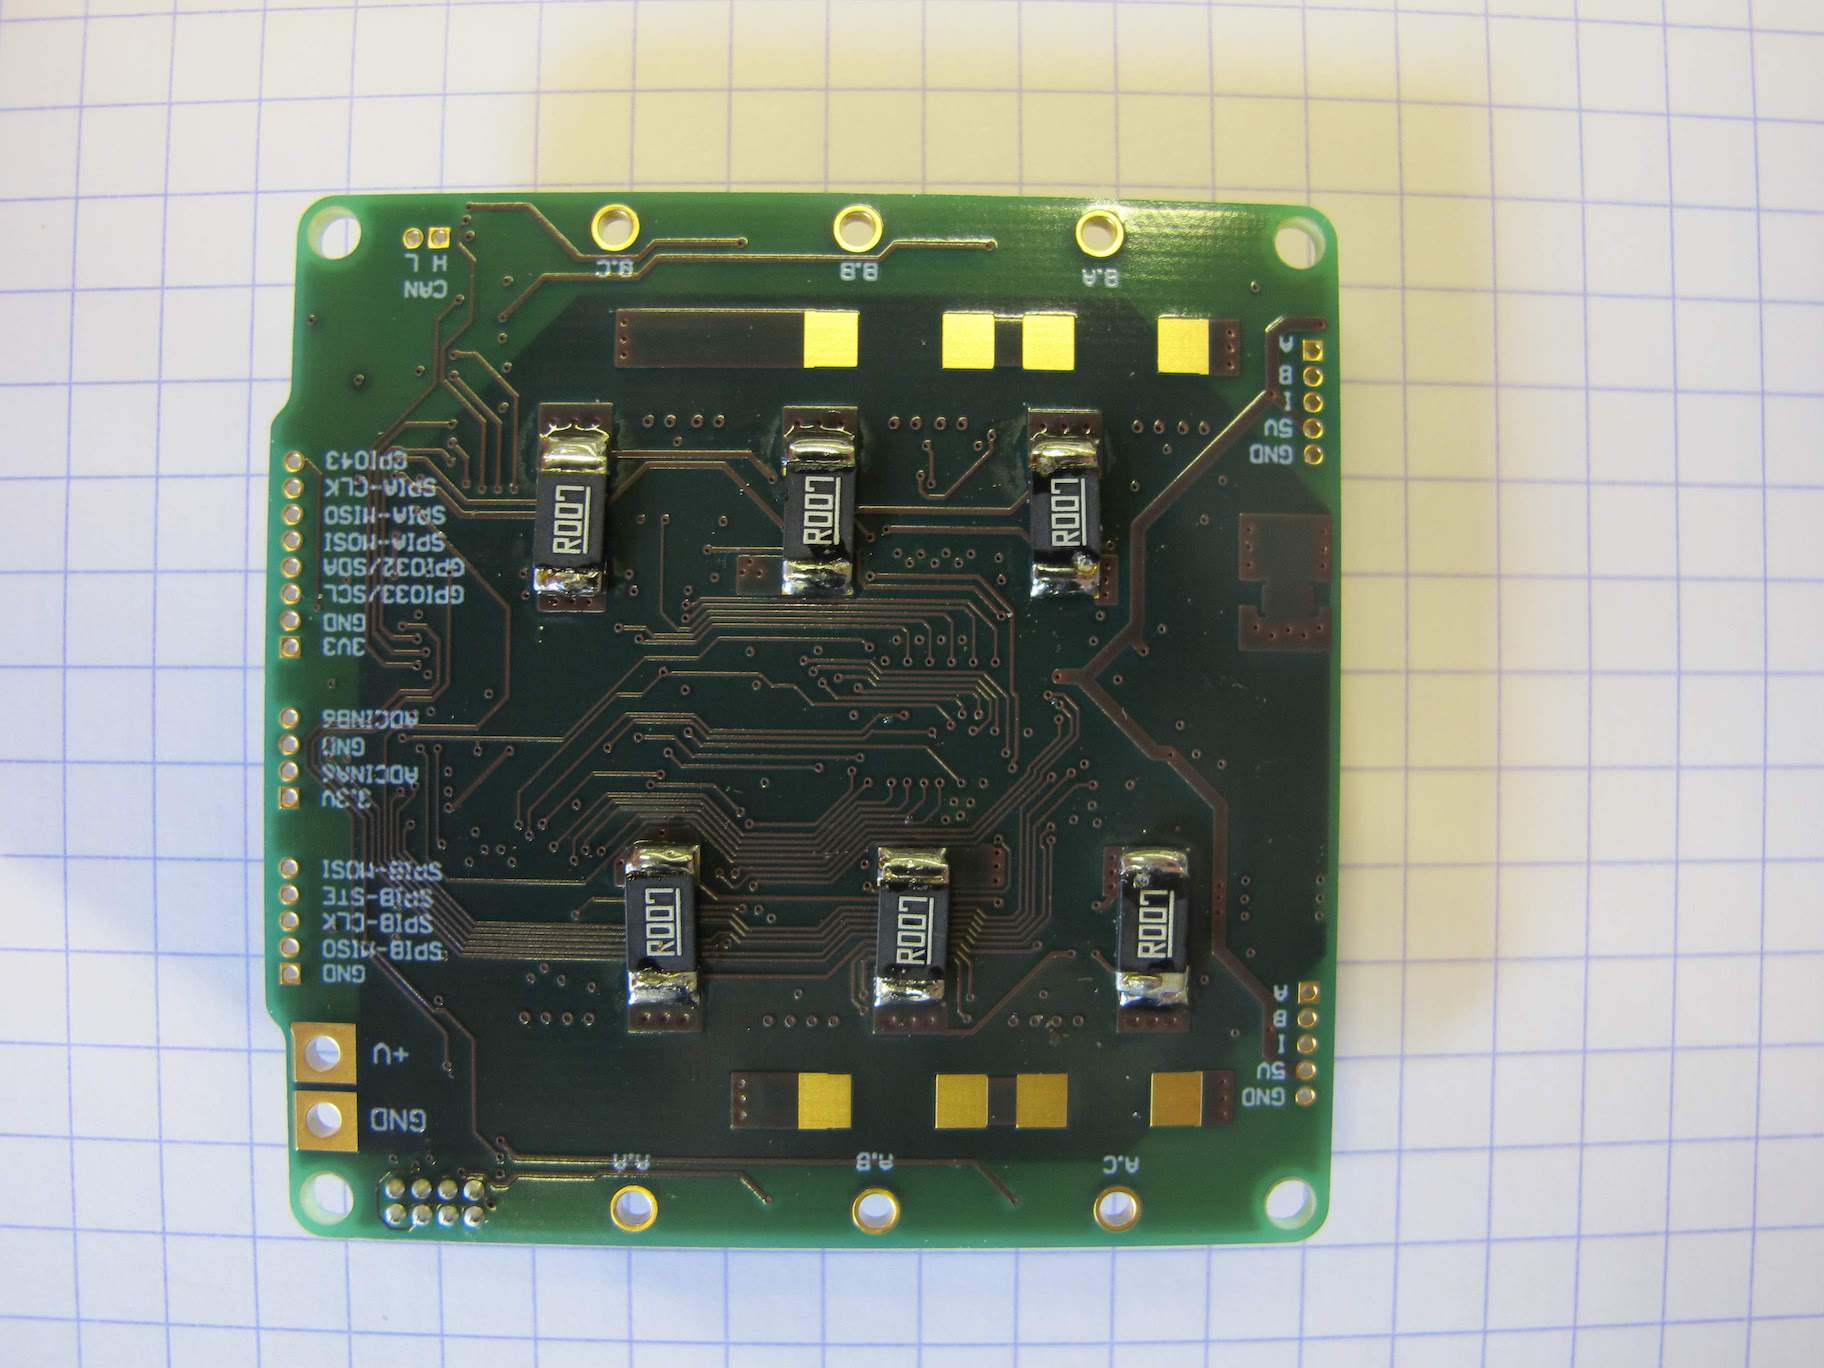 CAN
H L
B.C
B.B
B.A
A
B
I
5V
GND
GPIO43
SPIA-CLK
SPIA-MISO
SPIA-MOSI
GPIO32/SDA
GPIO33/SCL
GND
3V3
R007
R007
R007
ADCINB6
GND
ADCINA6
3.3V
SPIB-MOSI
SPIB-STE
SPIB-CLK
SPIB-MISO
GND
R007
R007
R007
A
B
I
5V
GND
+V
GND
A.A
A.B
A.C